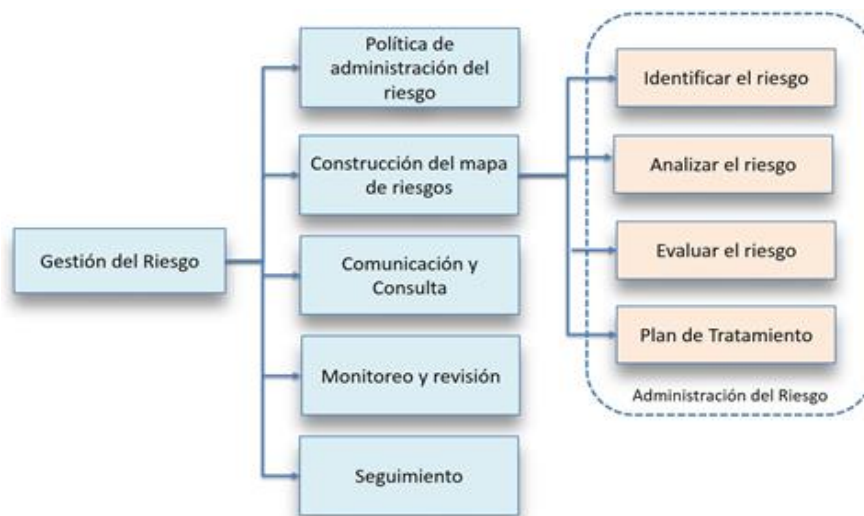 Gestión del Riesgo
Política de
administración del
riesgo
Construcción del mapa
de riesgos
Comunicación y
Consulta
Monitoreo y revisión
Seguimiento
Identificar el riesgo
Analizar el riesgo
Evaluar el riesgo
Plan de Tratamiento
Administración del Riesgo